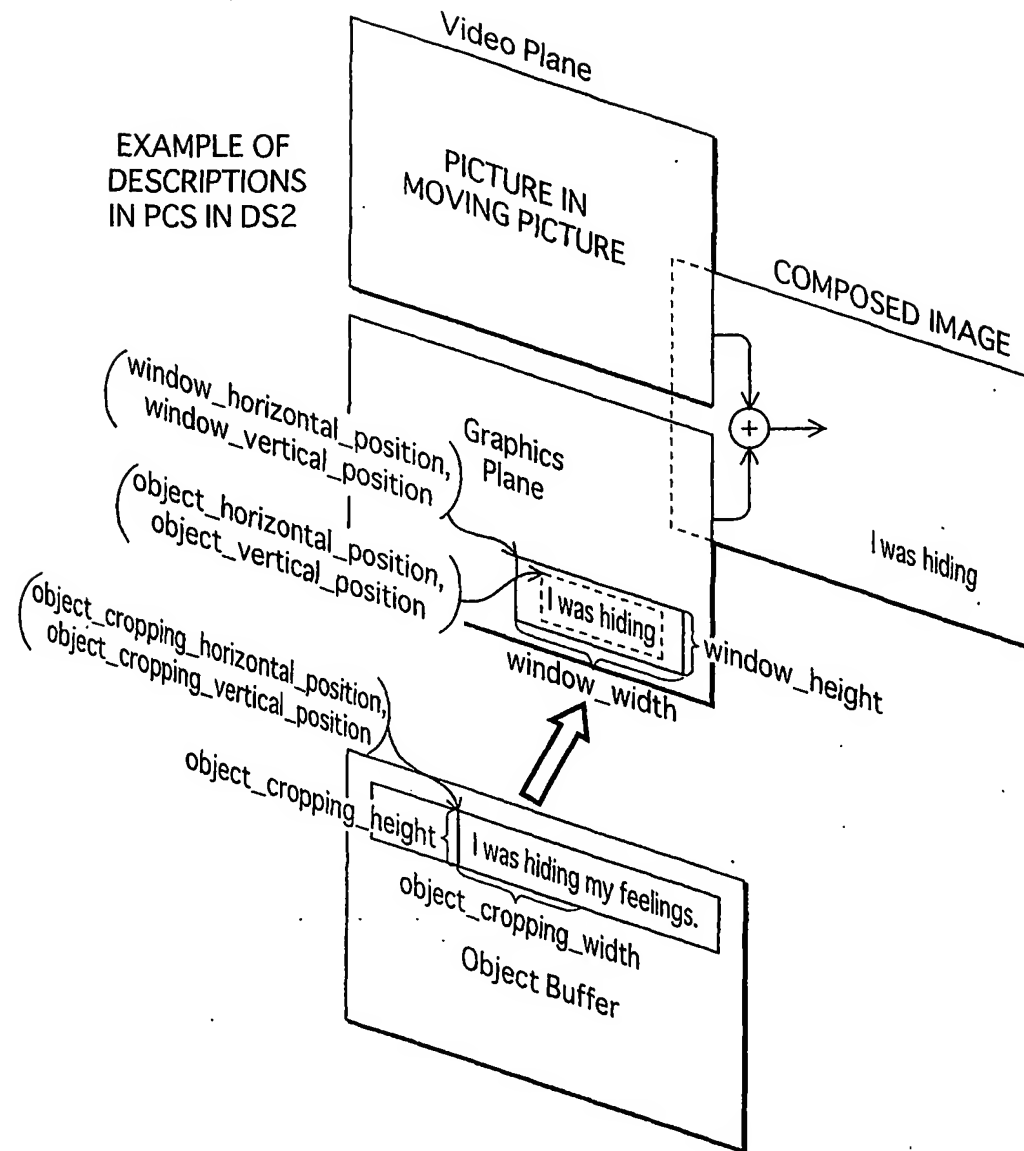 Video Plane
EXAMPLE OF
DESCRIPTIONS
IN PCS IN DS2
PICTURE IN
MOVING PICTURE
COMPOSED IMAGE
(window_horizontal_position,
window_vertical_position)
Graphics
Plane
+
(object_horizontal_position,
object_vertical_position)
I was hiding
I was hiding
(object_cropping_horizontal_position,
object_cropping_vertical_position)
window_height
window_width
object_cropping_height
I was hiding my feelings.
object_cropping_width
Object Buffer